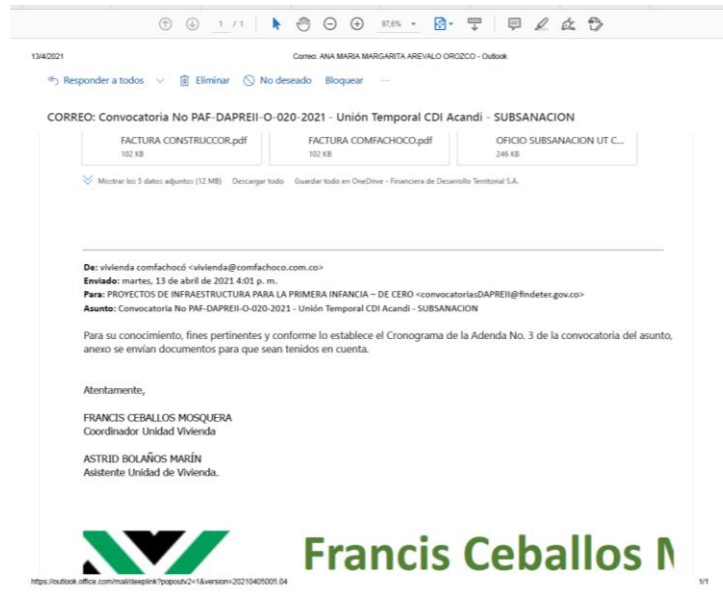 1 / 1
97,6%
13/4/2021
Correo: ANA MARIA MARGARITA AREVALO OROZCO - Outlook
Responder a todos
Eliminar
No deseado
Bloquear
...
CORREO: Convocatoria No PAF-DAPREII-O-020-2021 - Unión Temporal CDI Acandi - SUBSANACION
FACTURA CONSTRUCCOR.pdf
102 KB
FACTURA COMFACHOCO.pdf
102 KB
OFICIO SUBSANACION UT C...
246 KB
Mostrar los 5 datos adjuntos (12 MB) Descargar todo Guardar todo en OneDrive - Financiera de Desarrollo Territorial S.A.
De: vivienda comfachocó <vivienda@comfachoco.com.co>
Enviado: martes, 13 de abril de 2021 4:01 p. m.
Para: PROYECTOS DE INFRAESTRUCTURA PARA LA PRIMERA INFANCIA – DE CERO <convocatoriasDAPREII@findeter.gov.co>
Asunto: Convocatoria No PAF-DAPREII-O-020-2021 - Unión Temporal CDI Acandi - SUBSANACION
Para su conocimiento, fines pertinentes y conforme lo establece el Cronograma de la Adenda No. 3 de la convocatoria del asunto,
anexo se envían documentos para que sean tenidos en cuenta.
Atentamente,
FRANCIS CEBALLOS MOSQUERA
Coordinador Unidad Vivienda
ASTRID BOLAÑOS MARÍN
Asistente Unidad de Vivienda.
Francis Ceballos M
https://outlook.office.com/mail/deeplink?popoutv2=1&version=20210405005.04
1/1